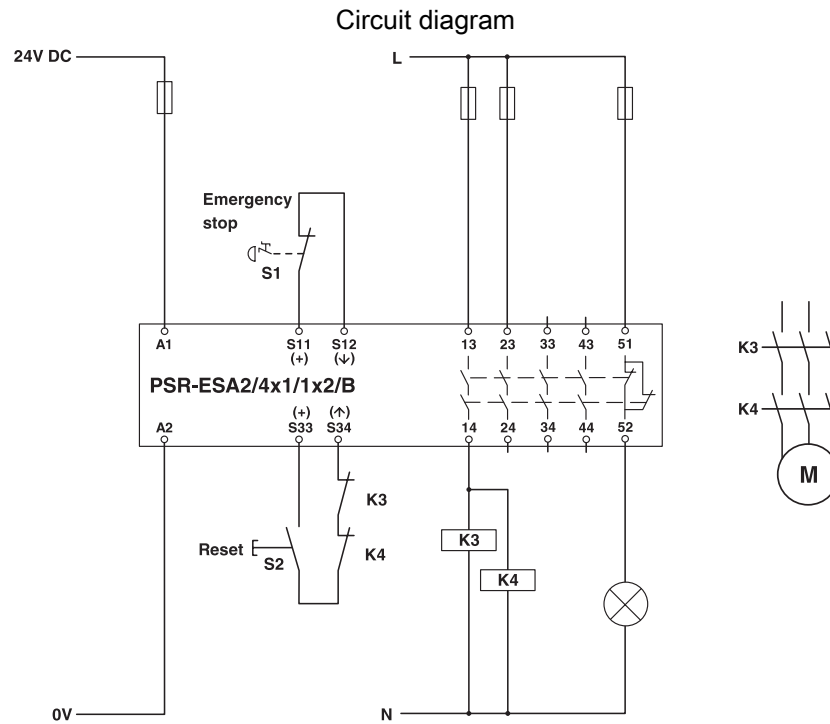 Circuit diagram
24V DC
L
Emergency
stop
S1
A1 S11 S12 13 23 33 43 51
(+) (↓)
PSR-ESA2/4x1/1x2/B
(+) (↑)
A2 S33 S34 14 24 34 44 52
K3
K4
M
K3
Reset
S2
K4
K3
K4
0V
N